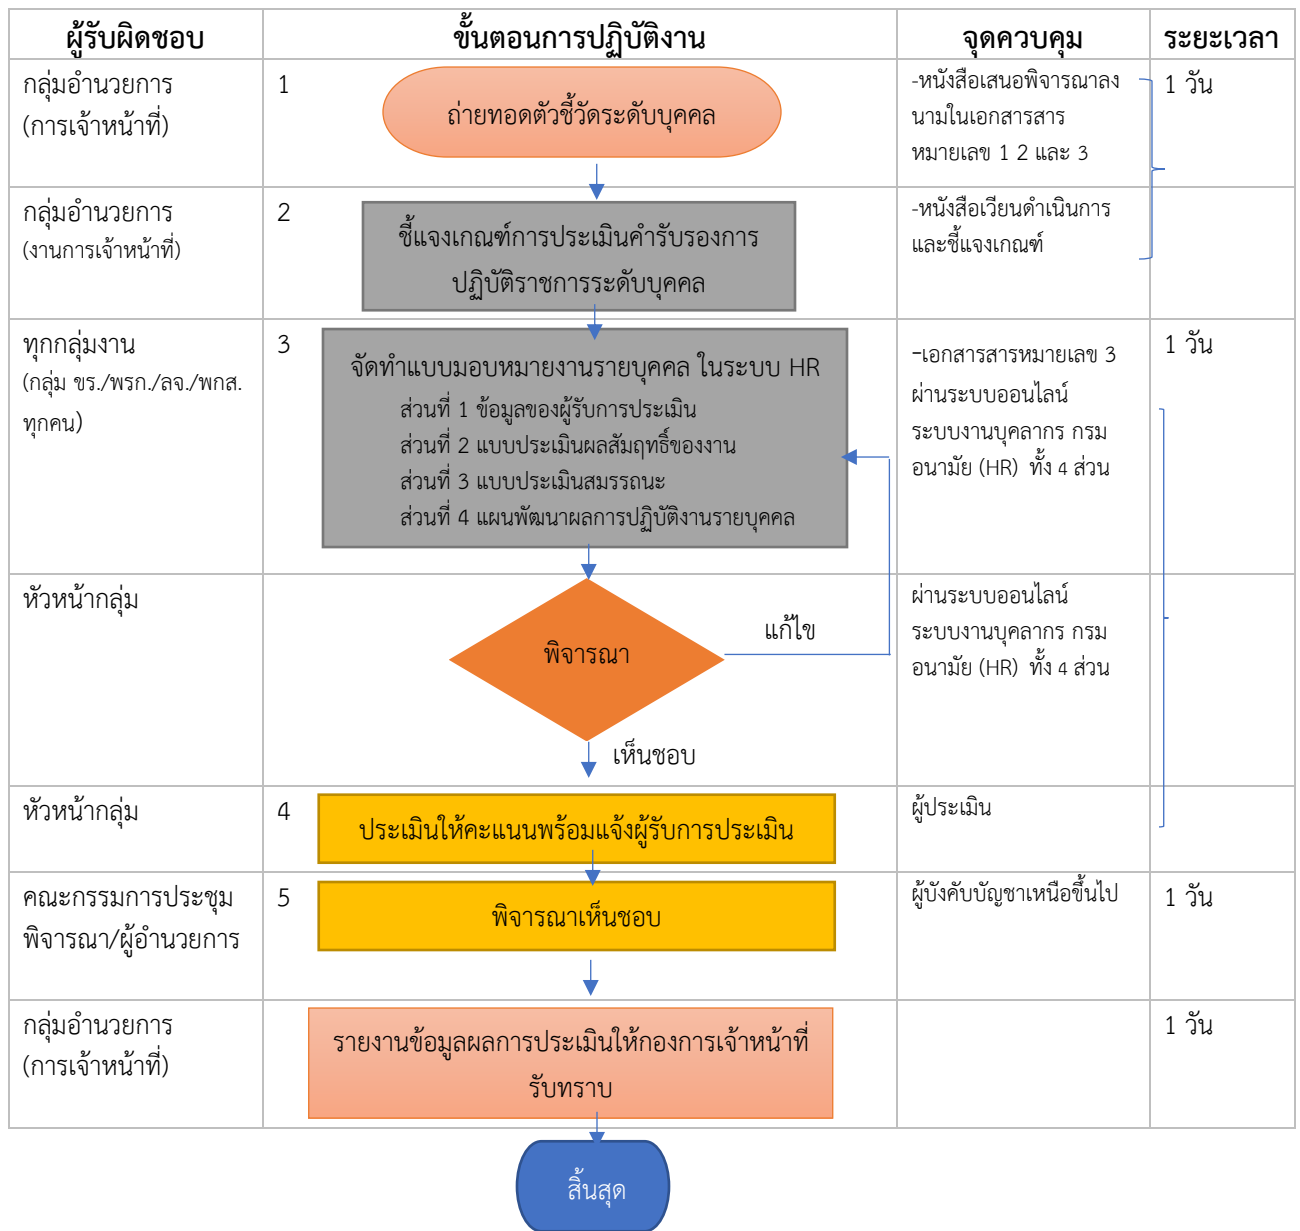 ผู้รับผิดชอบ
ขั้นตอนการปฏิบัติงาน
จุดควบคุม
ระยะเวลา
กลุ่มอำนวยการ
(การเจ้าหน้าที่)
1
ถ่ายทอดตัวชี้วัดระดับบุคคล
-หนังสือเสนอพิจารณาลง
นามในเอกสารสาร
หมายเลข 1 2 และ 3
1 วัน
กลุ่มอำนวยการ
(งานการเจ้าหน้าที่)
2
ชี้แจงเกณฑ์การประเมินคำรับรองการ
ปฏิบัติราชการระดับบุคคล
-หนังสือเวียนดำเนินการ
และชี้แจงเกณฑ์
ทุกกลุ่มงาน
(กลุ่ม ขร./พรก./ลจ./พกส.
ทุกคน)
3
จัดทำแบบมอบหมายงานรายบุคคล ในระบบ HR
ส่วนที่ 1 ข้อมูลของผู้รับการประเมิน
ส่วนที่ 2 แบบประเมินผลสัมฤทธิ์ของงาน
ส่วนที่ 3 แบบประเมินสมรรถนะ
ส่วนที่ 4 แผนพัฒนาผลการปฏิบัติงานรายบุคคล
-เอกสารสารหมายเลข 3
ผ่านระบบออนไลน์
ระบบงานบุคลากร กรม
อนามัย (HR) ทั้ง 4 ส่วน
1 วัน
หัวหน้ากลุ่ม
พิจารณา
แก้ไข
เห็นชอบ
ผ่านระบบออนไลน์
ระบบงานบุคลากร กรม
อนามัย (HR) ทั้ง 4 ส่วน
หัวหน้ากลุ่ม
4
ประเมินให้คะแนนพร้อมแจ้งผู้รับการประเมิน
ผู้ประเมิน
คณะกรรมการประชุม
พิจารณา/ผู้อำนวยการ
5
พิจารณาเห็นชอบ
ผู้บังคับบัญชาเหนือขึ้นไป
1 วัน
กลุ่มอำนวยการ
(การเจ้าหน้าที่)
รายงานข้อมูลผลการประเมินให้กองการเจ้าหน้าที่
รับทราบ
1 วัน
สิ้นสุด